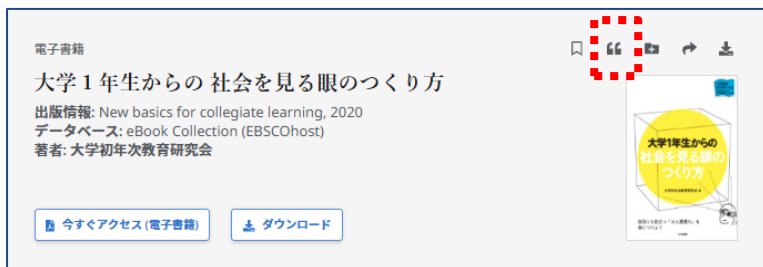 電子書籍
大学1年生からの 社会を見る眼のつくり方
出版情報: New basics for collegiate learning, 2020
データベース: eBook Collection (EBSCOhost)
著者: 大学初年次教育研究会
今すぐアクセス (電子書籍)
ダウンロード
大学1年生からの
社会を見る眼の
つくり方